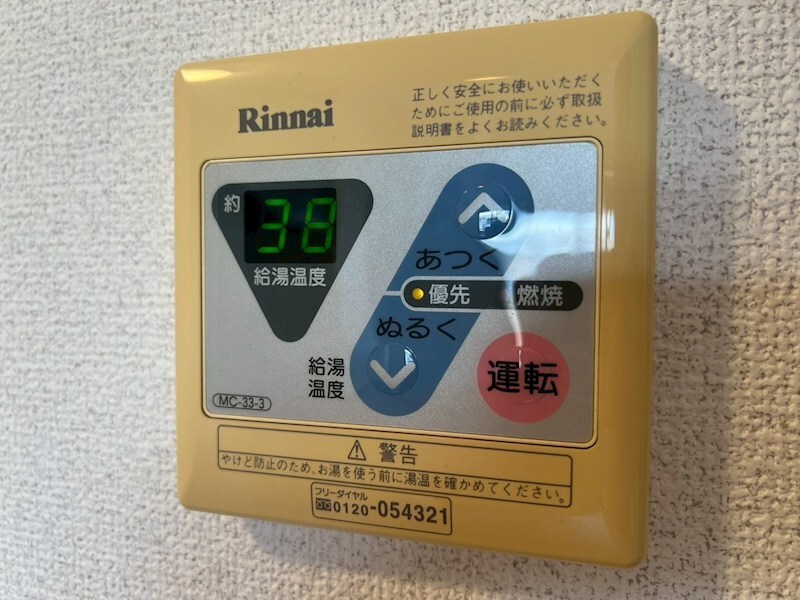 Rinnai
正しく安全にお使いいただく
ためにご使用の前に必ず取扱
説明書をよくお読みください。
約
38
給湯温度
あつく
優先 燃焼
ぬるく
給湯
温度
運転
MC-33-3
⚠ 警告
やけど防止のため、お湯を使う前に湯温を確かめてください。
フリーダイヤル
0120-054321